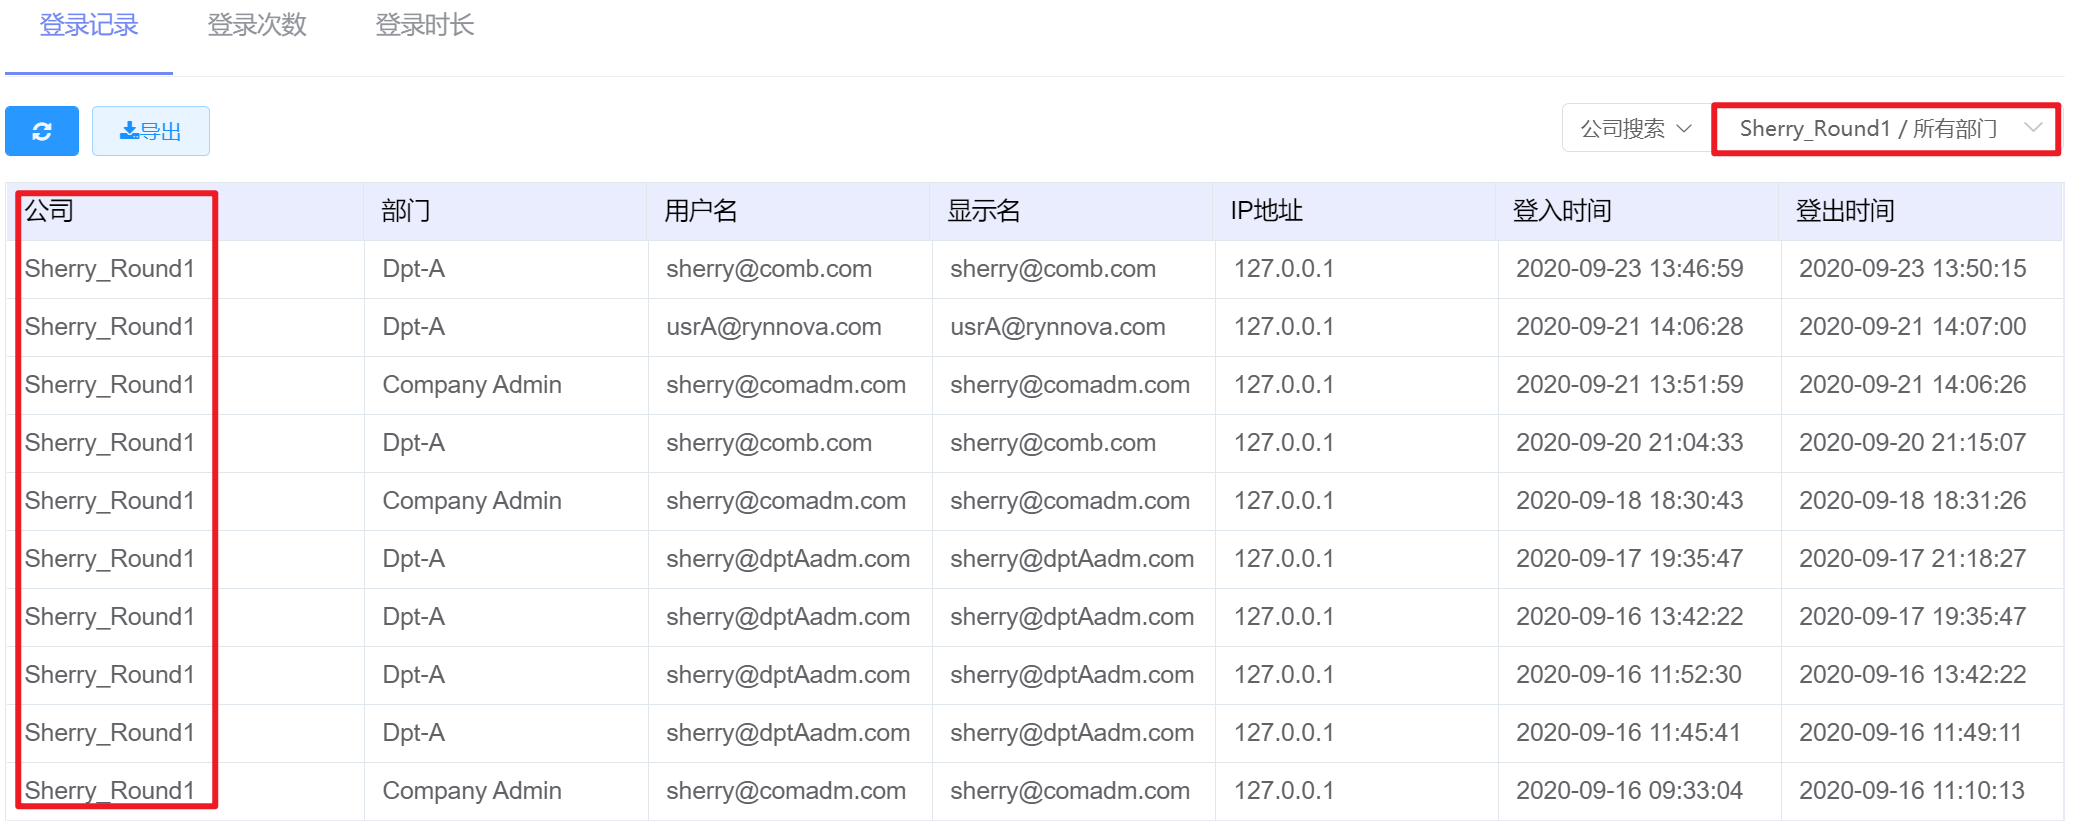 登录记录 登录次数 登录时长
导出 公司搜索 Sherry_Round1 / 所有部门
公司 部门 用户名 显示名 IP地址 登入时间 登出时间
Sherry_Round1 Dpt-A sherry@comb.com sherry@comb.com 127.0.0.1 2020-09-23 13:46:59 2020-09-23 13:50:15
Sherry_Round1 Dpt-A usrA@rynnova.com usrA@rynnova.com 127.0.0.1 2020-09-21 14:06:28 2020-09-21 14:07:00
Sherry_Round1 Company Admin sherry@comadm.com sherry@comadm.com 127.0.0.1 2020-09-21 13:51:59 2020-09-21 14:06:26
Sherry_Round1 Dpt-A sherry@comb.com sherry@comb.com 127.0.0.1 2020-09-20 21:04:33 2020-09-20 21:15:07
Sherry_Round1 Company Admin sherry@comadm.com sherry@comadm.com 127.0.0.1 2020-09-18 18:30:43 2020-09-18 18:31:26
Sherry_Round1 Dpt-A sherry@dptAadm.com sherry@dptAadm.com 127.0.0.1 2020-09-17 19:35:47 2020-09-17 21:18:27
Sherry_Round1 Dpt-A sherry@dptAadm.com sherry@dptAadm.com 127.0.0.1 2020-09-16 13:42:22 2020-09-17 19:35:47
Sherry_Round1 Dpt-A sherry@dptAadm.com sherry@dptAadm.com 127.0.0.1 2020-09-16 11:52:30 2020-09-16 13:42:22
Sherry_Round1 Dpt-A sherry@dptAadm.com sherry@dptAadm.com 127.0.0.1 2020-09-16 11:45:41 2020-09-16 11:49:11
Sherry_Round1 Company Admin sherry@comadm.com sherry@comadm.com 127.0.0.1 2020-09-16 09:33:04 2020-09-16 11:10:13